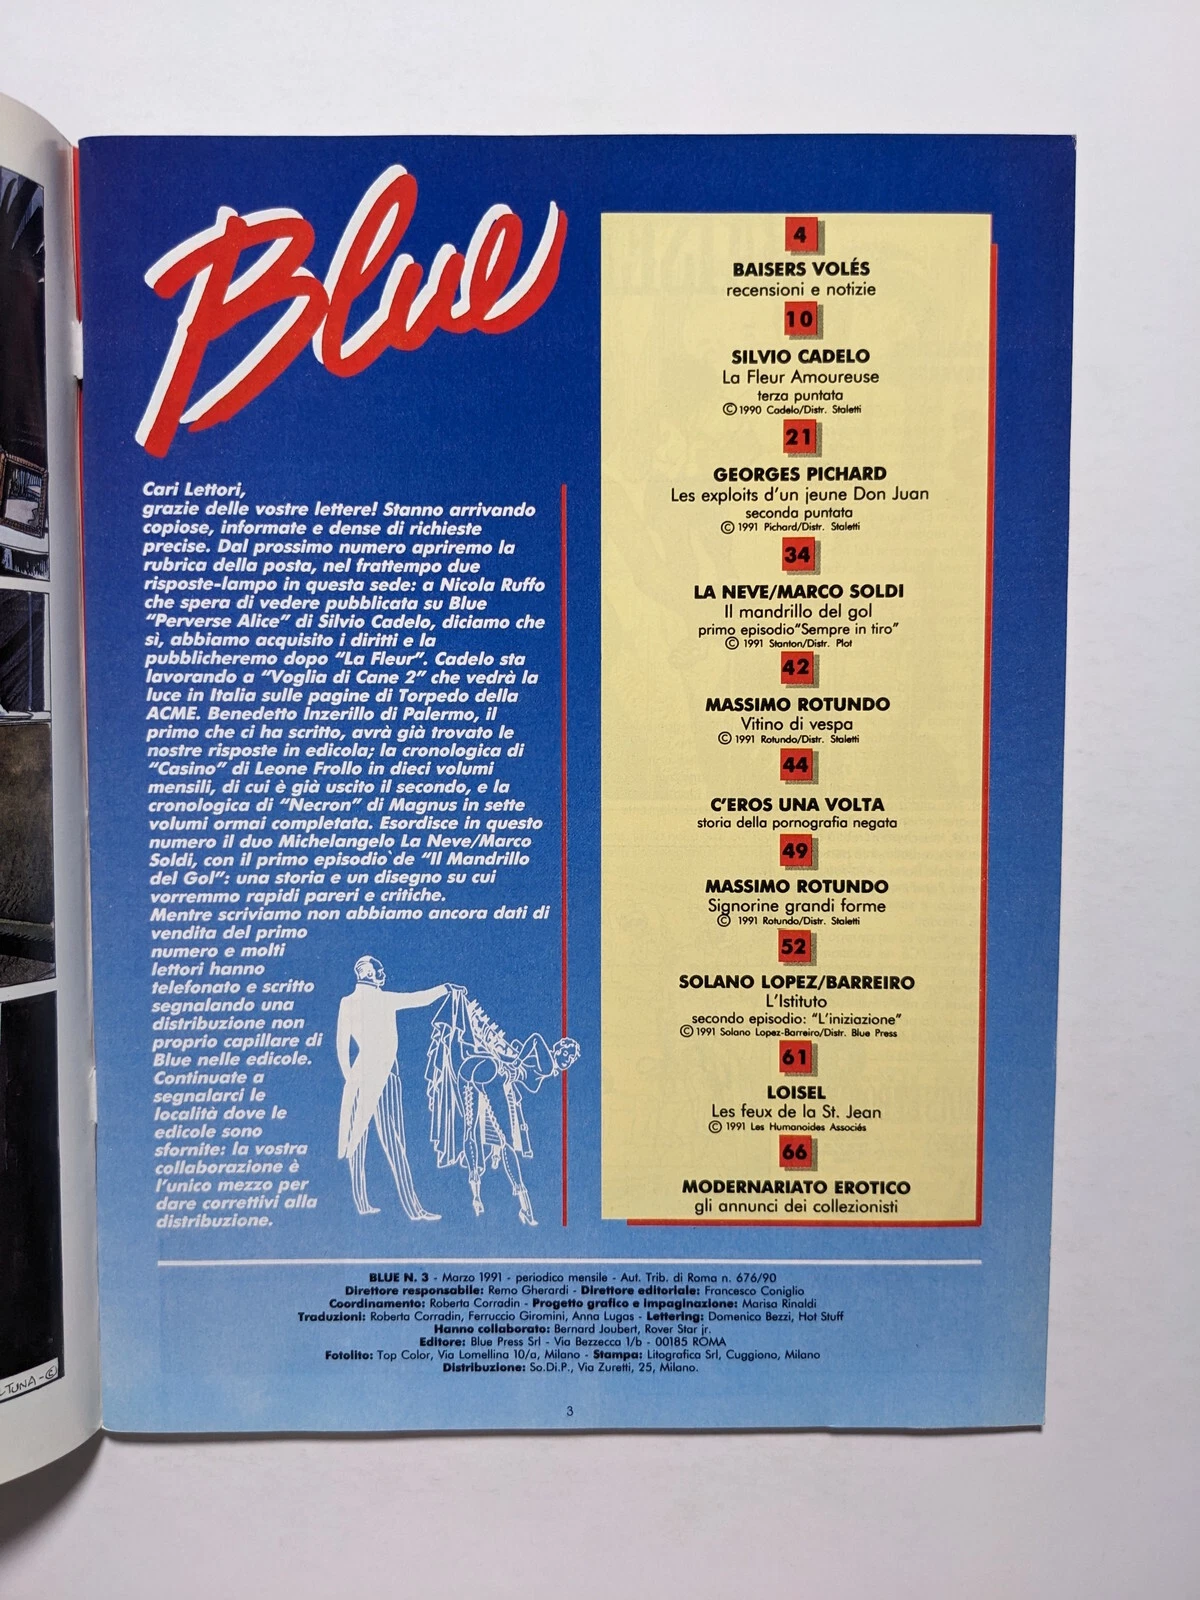 Blue
Cari Lettori,
grazie delle vostre lettere! Stanno arrivando
copiose, informate e dense di richieste
precise. Dal prossimo numero apriremo la
rubrica della posta, nel frattempo due
risposte-lampo in questa sede: a Nicola Ruffo
che spera di vedere pubblicata su Blue
"Perverse Alice" di Silvio Cadelo, diciamo che
sì, abbiamo acquisito i diritti e la
pubblicheremo dopo "La Fleur". Cadelo sta
lavorando a "Voglia di Cane 2" che vedrà la
luce in Italia sulle pagine di Torpedo della
ACME. Benedetto Inzerillo di Palermo, il
primo che ci ha scritto, avrà già trovato le
nostre risposte in edicola; la cronologica di
"Casino" di Leone Frollo in dieci volumi
mensili, di cui è già uscito il secondo, e la
cronologica di "Necron" di Magnus in sette
volumi ormai completata. Esordisce in questo
numero il duo Michelangelo La Neve/Marco
Soldi, con il primo episodio de "Il Mandrillo
del Gol": una storia e un disegno su cui
vorremmo rapidi pareri e critiche.
Mentre scriviamo non abbiamo ancora dati di
vendita del primo
numero e molti
lettori hanno
telefonato e scritto
segnalando una
distribuzione non
proprio capillare di
Blue nelle edicole.
Continuate a
segnalarci le
località dove le
edicole sono
sfornite: la vostra
collaborazione è
l'unico mezzo per
dare correttivi alla
distribuzione.
4
BAISERS VOLÉS
recensioni e notizie
10
SILVIO CADELO
La Fleur Amoureuse
terza puntata
© 1990 Cadelo/Distr. Staletti
21
GEORGES PICHARD
Les exploits d'un jeune Don Juan
seconda puntata
© 1991 Pichard/Distr. Staletti
34
LA NEVE/MARCO SOLDI
Il mandrillo del gol
primo episodio"Sempre in tiro"
© 1991 Stanton/Distr. Plot
42
MASSIMO ROTUNDO
Vitino di vespa
© 1991 Rotundo/Distr. Staletti
44
C'EROS UNA VOLTA
storia della pornografia negata
49
MASSIMO ROTUNDO
Signorine grandi forme
© 1991 Rotundo/Distr. Staletti
52
SOLANO LOPEZ/BARREIRO
L'Istituto
secondo episodio: "L'iniziazione"
© 1991 Solano Lopez-Barreiro/Distr. Blue Press
61
LOISEL
Les feux de la St. Jean
© 1991 Les Humanoides Associés
66
MODERNARIATO EROTICO
gli annunci dei collezionisti
BLUE N. 3 - Marzo 1991 - periodico mensile - Aut. Trib. di Roma n. 676/90
Direttore responsabile: Remo Gherardi - Direttore editoriale: Francesco Coniglio
Coordinamento: Roberta Corradin - Progetto grafico e impaginazione: Marisa Rinaldi
Traduzioni: Roberta Corradin, Ferruccio Giromini, Anna Lugas - Lettering: Domenico Bezzi, Hot Stuff
Hanno collaborato: Bernard Joubert, Rover Star jr.
Editore: Blue Press Srl - Via Bezzecca 1/b - 00185 ROMA
Fotolito: Top Color, Via Lomellina 10/a, Milano - Stampa: Litografica Srl, Cuggiono, Milano
Distribuzione: So.Di.P., Via Zuretti, 25, Milano.
3